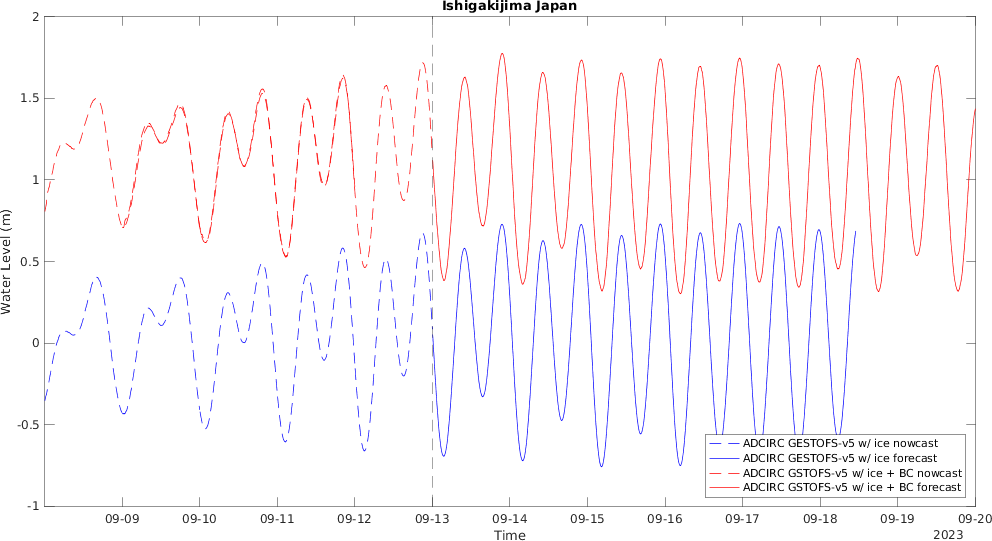 Ishigakijima Japan
2
1.5
1
0.5
0
-0.5
-1
Water Level (m)
09-09
09-10
09-11
09-12
09-13
09-14
09-15
09-16
09-17
09-18
09-19
09-20
Time
2023
ADCIRC GESTOFS-v5 w/ ice nowcast
ADCIRC GESTOFS-v5 w/ ice forecast
ADCIRC GSTOFS-v5 w/ ice + BC nowcast
ADCIRC GSTOFS-v5 w/ ice + BC forecast